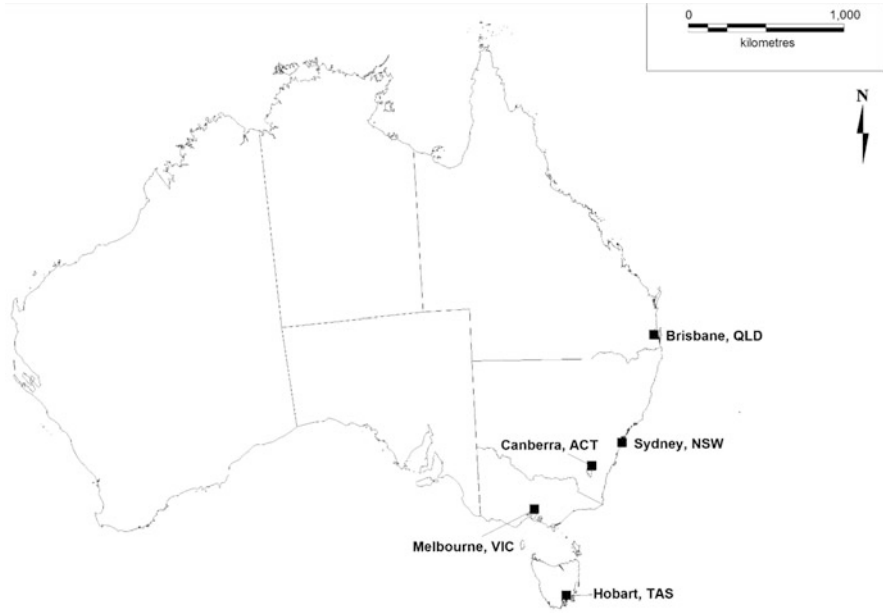 0 1,000
kilometres
N
Brisbane, QLD
Canberra, ACT
Sydney, NSW
Melbourne, VIC
Hobart, TAS